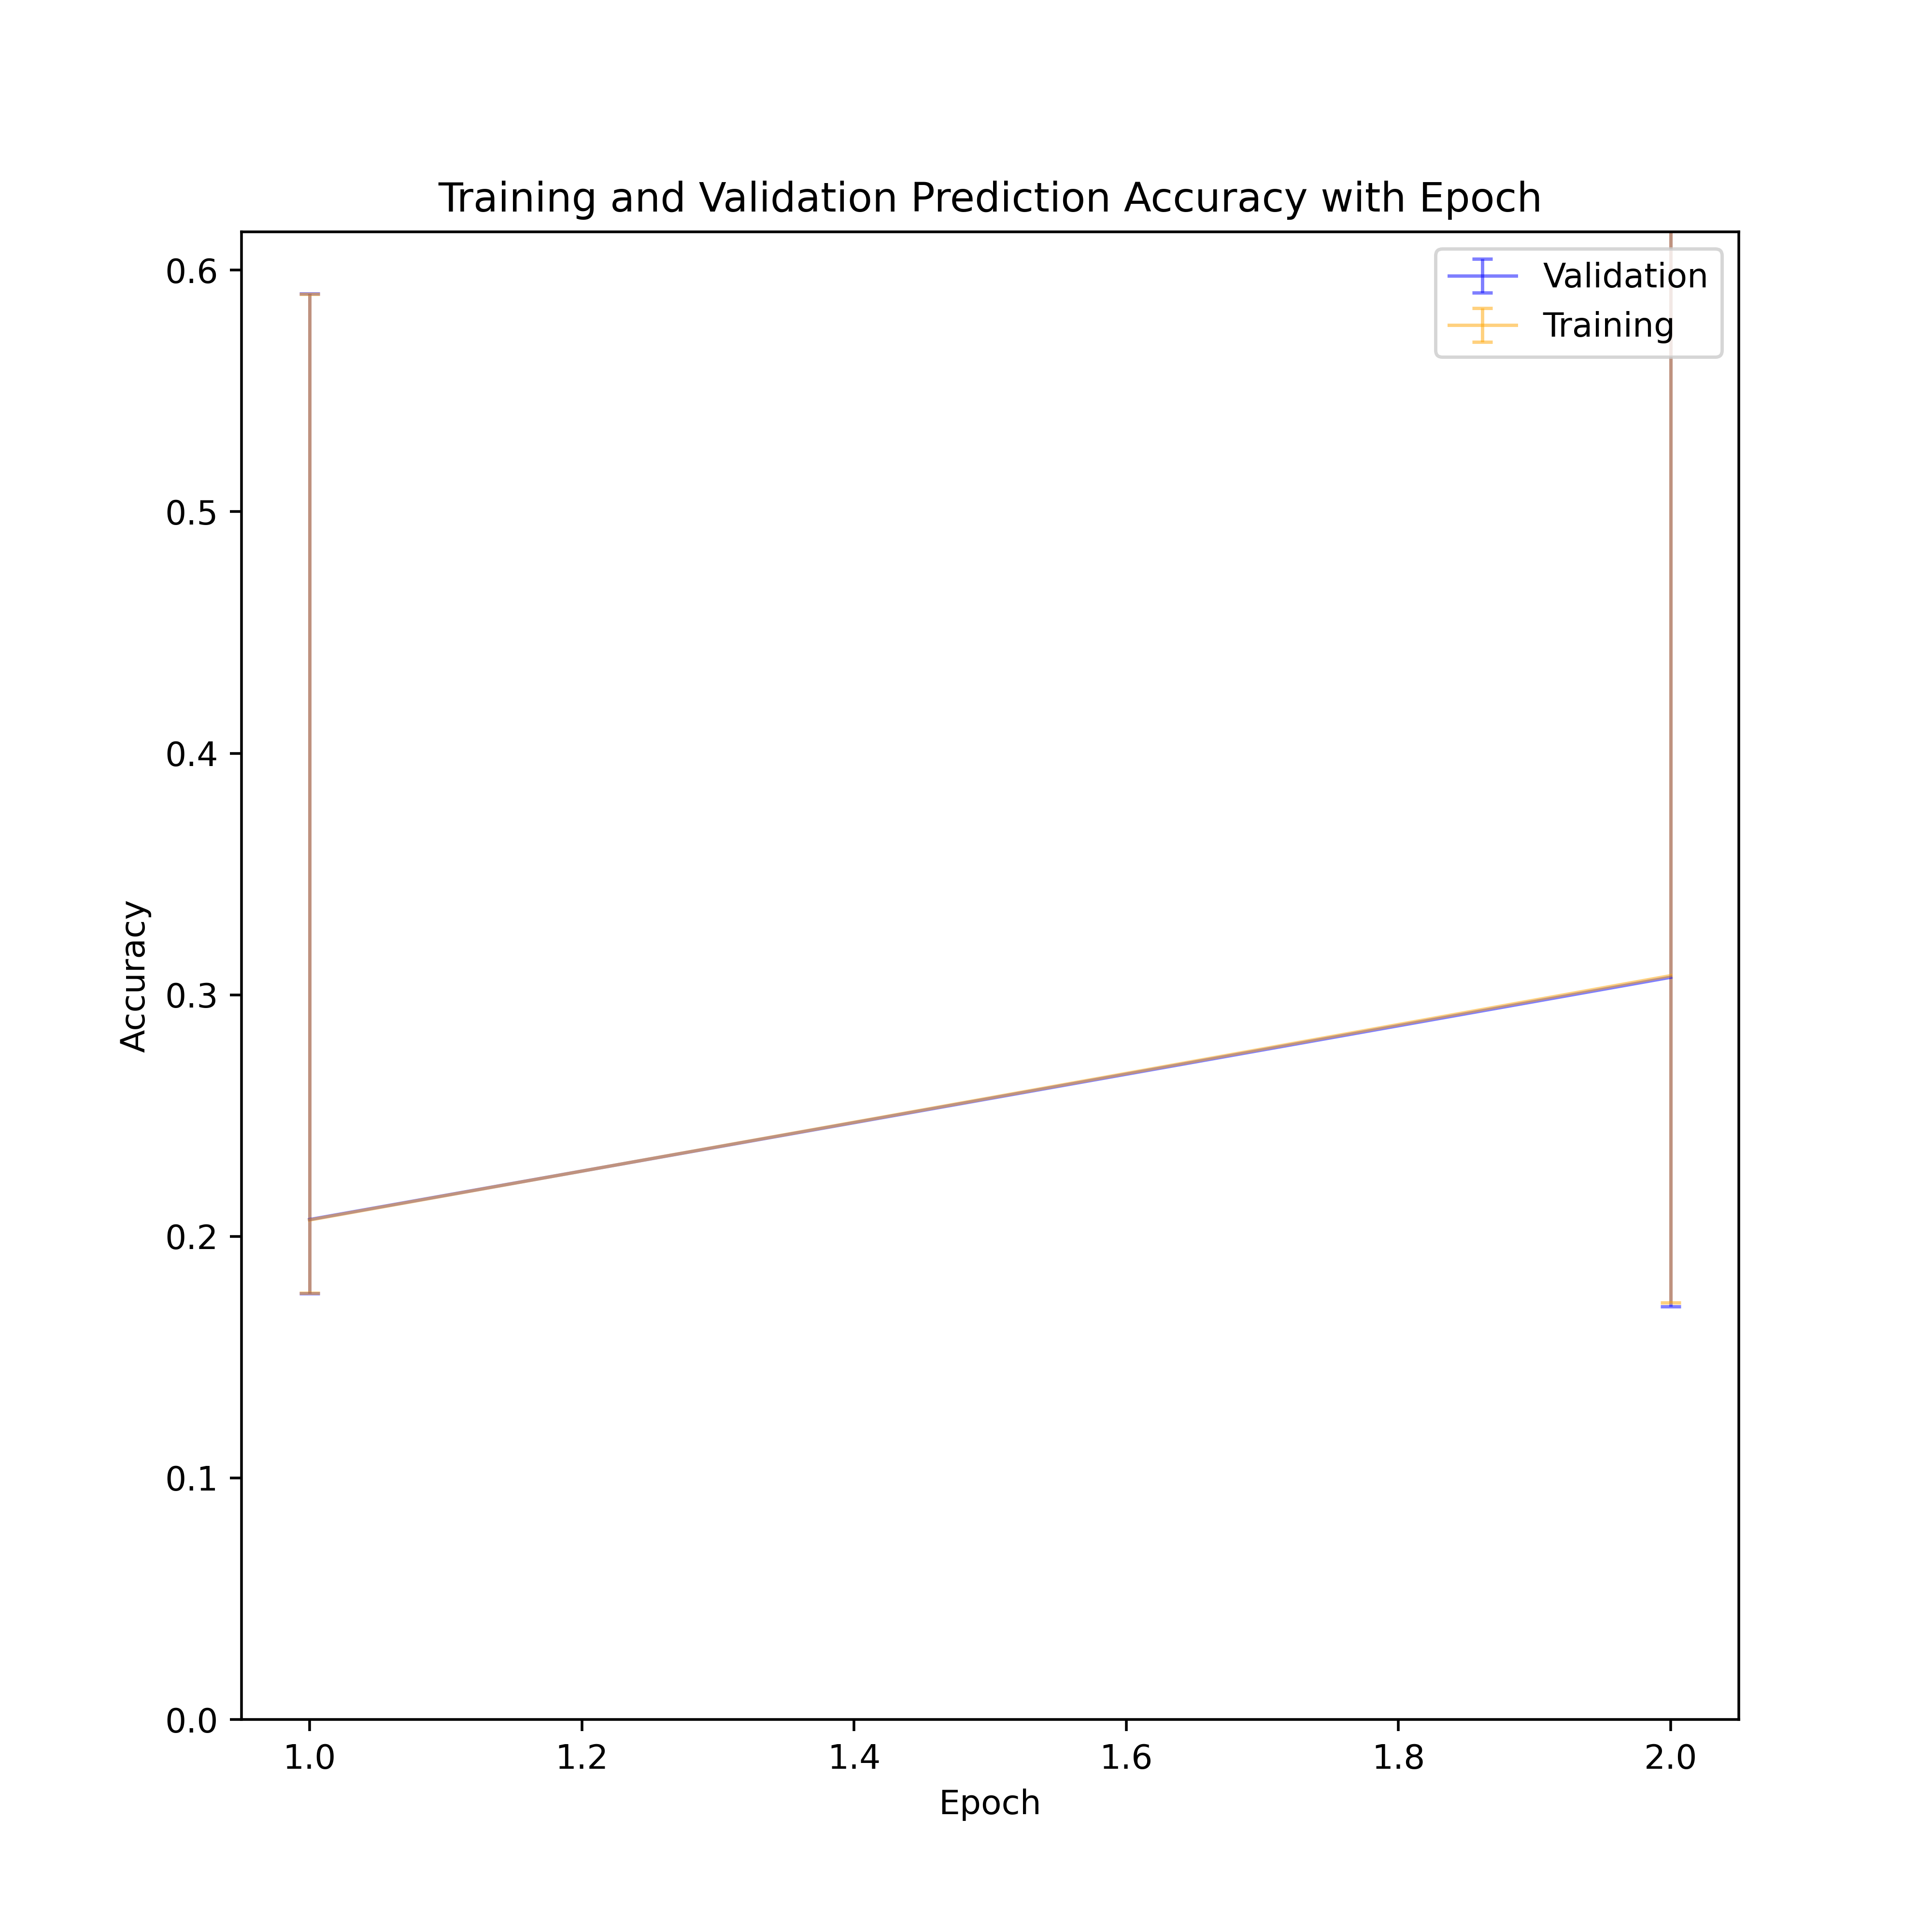 Training and Validation Prediction Accuracy with Epoch
Validation
Training
0.6
0.5
0.4
0.3
0.2
0.1
0.0
Accuracy
1.0 1.2 1.4 1.6 1.8 2.0
Epoch